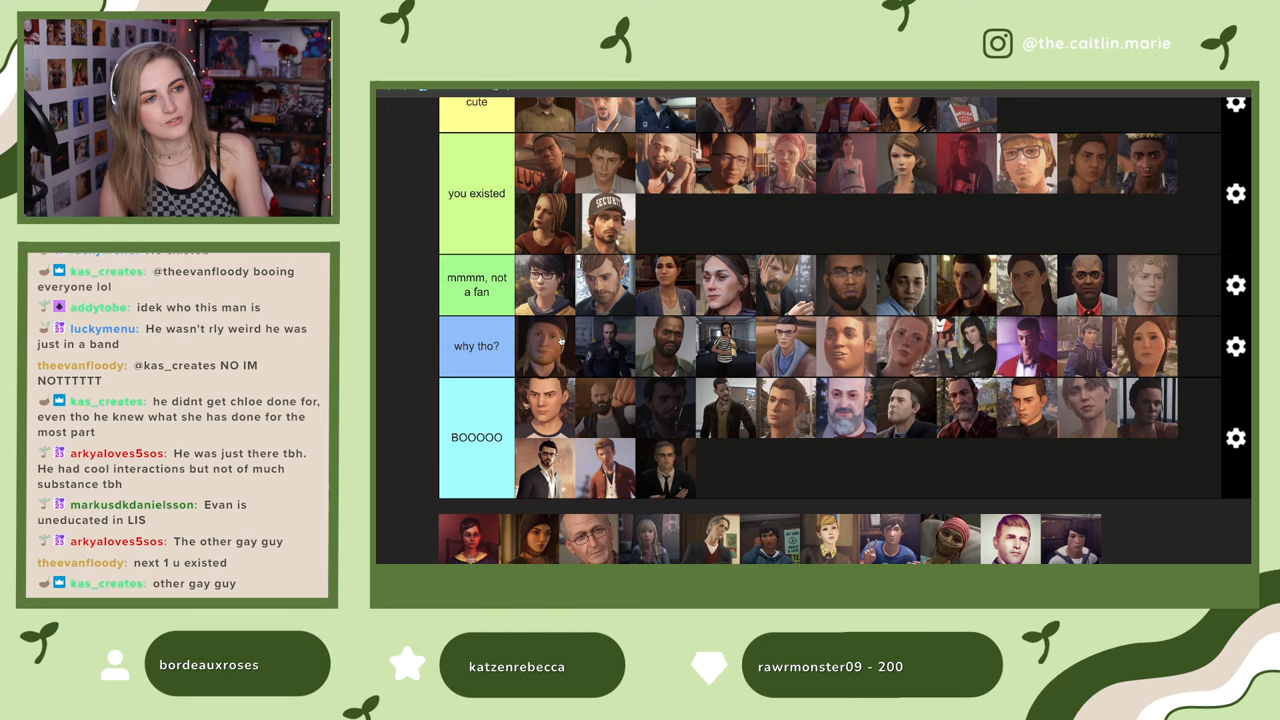 @the.caitlin.marie
cute
you existed
SECURITY
mmmm, not
a fan
why tho?
BOOOOO
kas_creates: @theevanfloody booing
everyone lol
addytobe: idek who this man is
luckymenu: He wasn't rly weird he was
just in a band
theevanfloody: @kas_creates NO IM
NOTTTTTT
kas_creates: he didnt get chloe done for,
even tho he knew what she has done for the
most part
arkyaloves5sos: He was just there tbh.
He had cool interactions but not of much
substance tbh
markusdkdanielsson: Evan is
uneducated in LIS
arkyaloves5sos: The other gay guy
theevanfloody: next 1 u existed
kas_creates: other gay guy
bordeauxroses
katzenrebecca
rawrmonster09 - 200